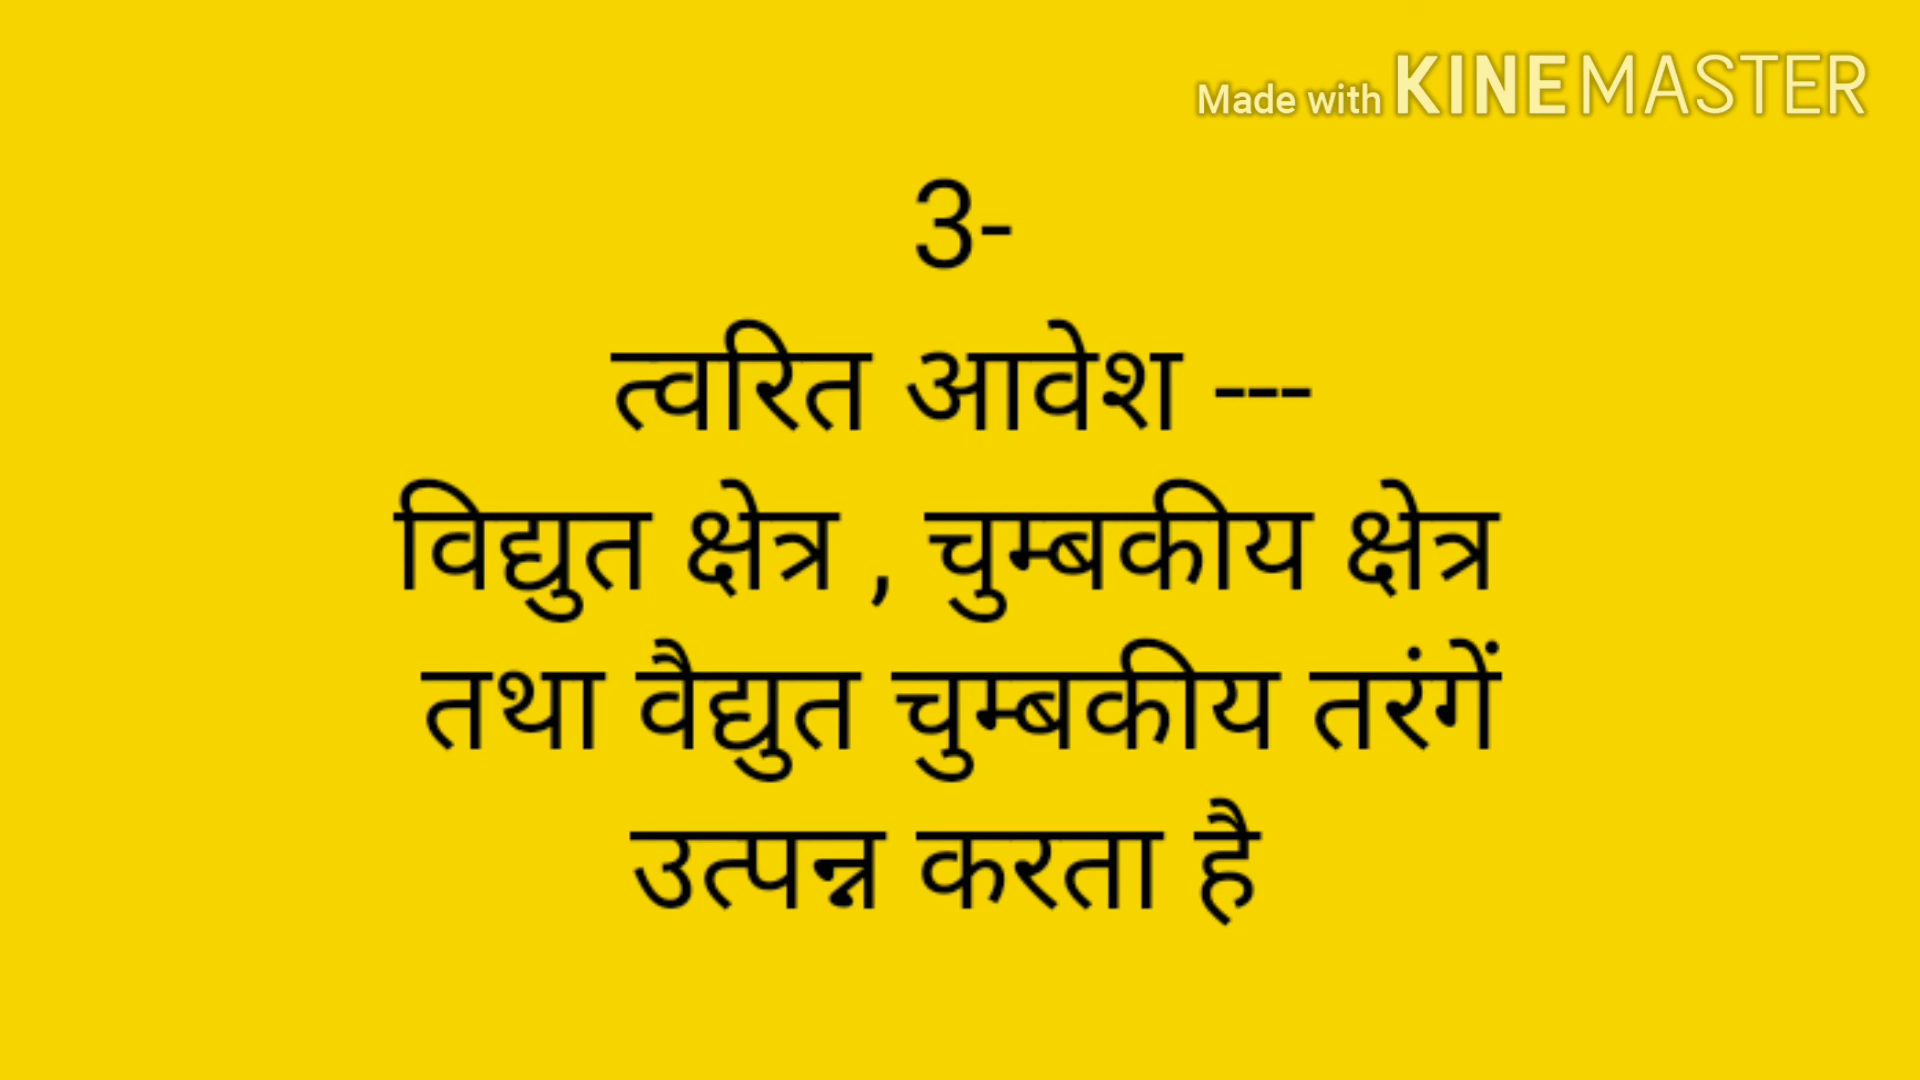 Made with KINEMASTER
3-
त्वरित आवेश ---
विद्युत क्षेत्र , चुम्बकीय क्षेत्र
तथा वैद्युत चुम्बकीय तरंगें
उत्पन्न करता है